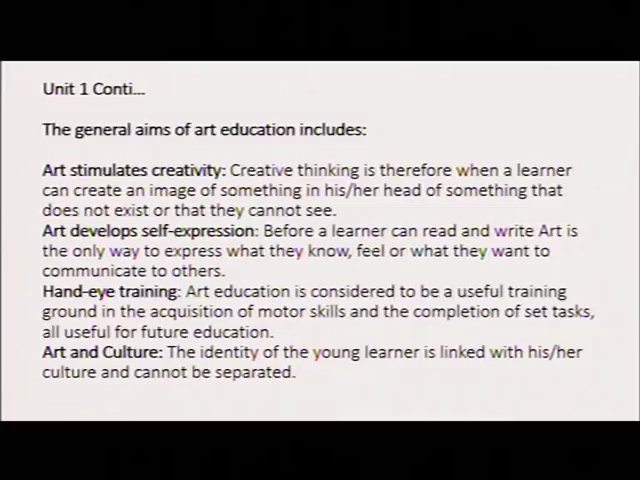 Unit 1 Conti...
The general aims of art education includes:
Art stimulates creativity: Creative thinking is therefore when a learner
can create an image of something in his/her head of something that
does not exist or that they cannot see.
Art develops self-expression: Before a learner can read and write Art is
the only way to express what they know, feel or what they want to
communicate to others.
Hand-eye training: Art education is considered to be a useful training
ground in the acquisition of motor skills and the completion of set tasks,
all useful for future education.
Art and Culture: The identity of the young learner is linked with his/her
culture and cannot be separated.